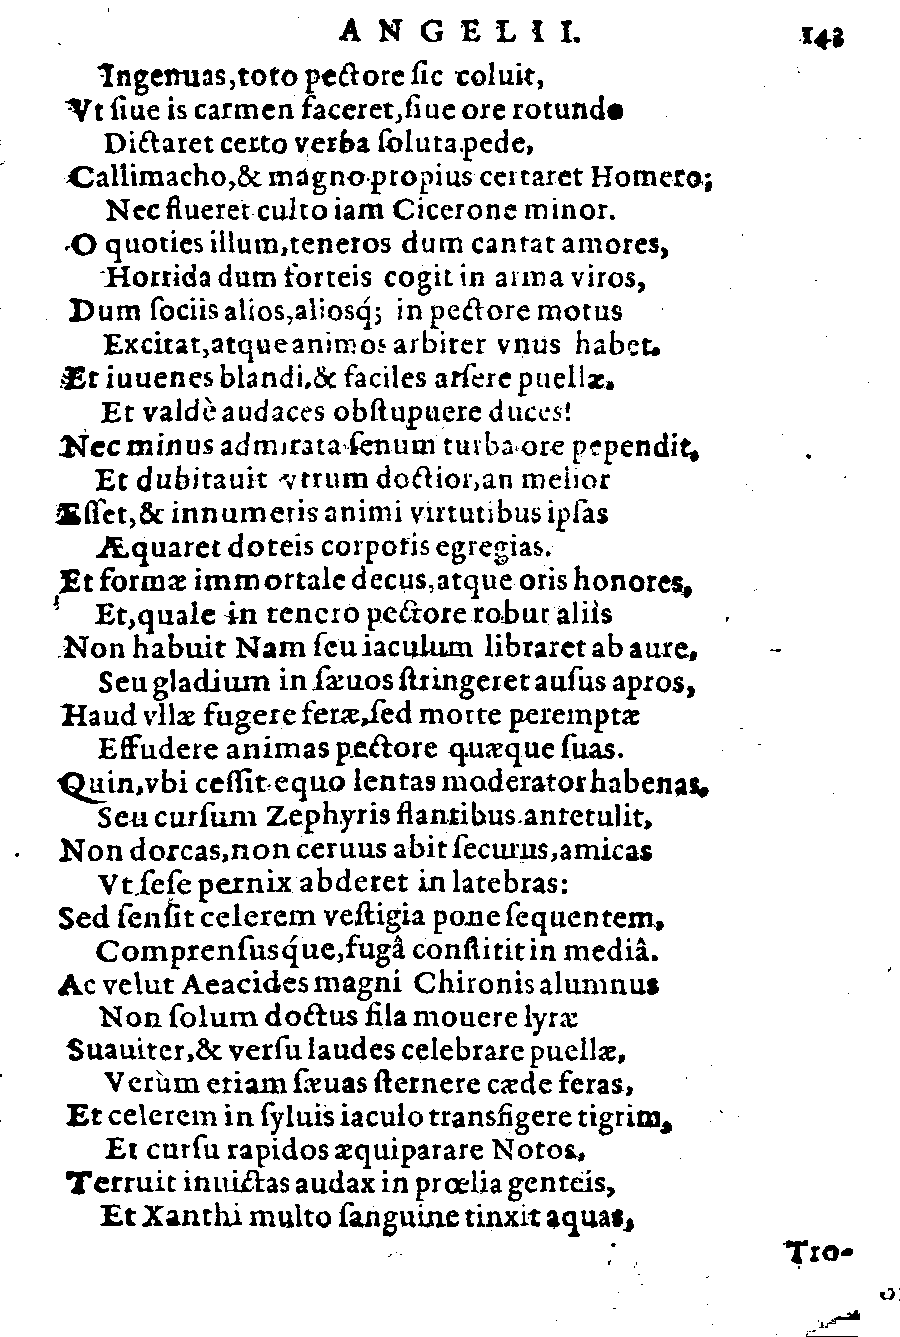 ANGELII. 143
Ingenuas,toto pectore ſic coluit,
Vt ſiue is carmen faceret,ſiue ore rotundo
Dictaret certo verba ſoluta pede,
Callimacho,& magno propius certaret Homero;
Nec flueret culto iam Cicerone minor.
O quoties illum,teneros dum cantat amores,
Horrida dum forteis cogit in arma viros,
Dum ſociis alios,aliosq́; in pectore motus
Excitat,atque animos arbiter vnus habet.
Et iuuenes blandi,& faciles arſere puellæ.
Et valdè audaces obſtupuere duces!
Nec minus admirata ſenum turba ore pependit,
Et dubitauit vtrum doctior,an melior
Eſſet,& innumeris animi virtutibus ipſas
Æquaret doteis corporis egregias.
Et formæ immortale decus,atque oris honores,
Et,quale in tenero pectore robur aliis
Non habuit Nam ſeu iaculum libraret ab aure,
Seu gladium in ſæuos ſtringeret auſus apros,
Haud vllæ fugere feræ,ſed morte peremptæ
Effudere animas pectore quæque ſuas.
Quin,vbi ceſſit equo lentas moderator habenas,
Seu curſum Zephyris flantibus antetulit,
Non dorcas,non ceruus abit ſecurus,amicas
Vt ſeſe pernix abderet in latebras:
Sed ſenſit celerem veſtigia pone ſequentem,
Comprenſusq́ue,fugâ conſtitit in mediâ.
Ac velut Aeacides magni Chironis alumnus
Non ſolum doctus fila mouere lyræ
Suauiter,& verſu laudes celebrare puellæ,
Verùm etiam ſæuas ſternere cæde feras,
Et celerem in ſyluis iaculo transfigere tigrim,
Et curſu rapidos æquiparare Notos,
Terruit inuictas audax in prœlia genteis,
Et Xanthi multo ſanguine tinxit aquas,
Tro-